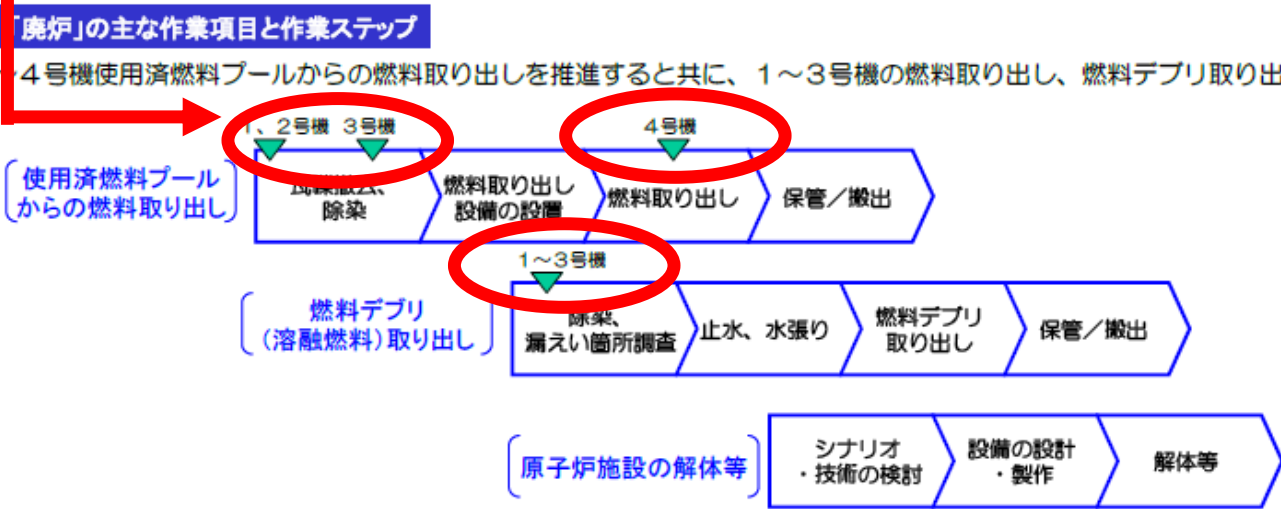 「廃炉」の主な作業項目と作業ステップ
４号機使用済燃料プールからの燃料取り出しを推進すると共に、１～３号機の燃料取り出し、燃料デブリ取り出
1、2号機 3号機
4号機
使用済燃料プール
からの燃料取り出し
瓦礫撤去、
除染
燃料取り出し
設備の設置
燃料取り出し
保管／搬出
1～3号機
燃料デブリ
（溶融燃料）取り出し
除染、
漏えい箇所調査
止水、水張り
燃料デブリ
取り出し
保管／搬出
原子炉施設の解体等
シナリオ
・技術の検討
設備の設計
・製作
解体等